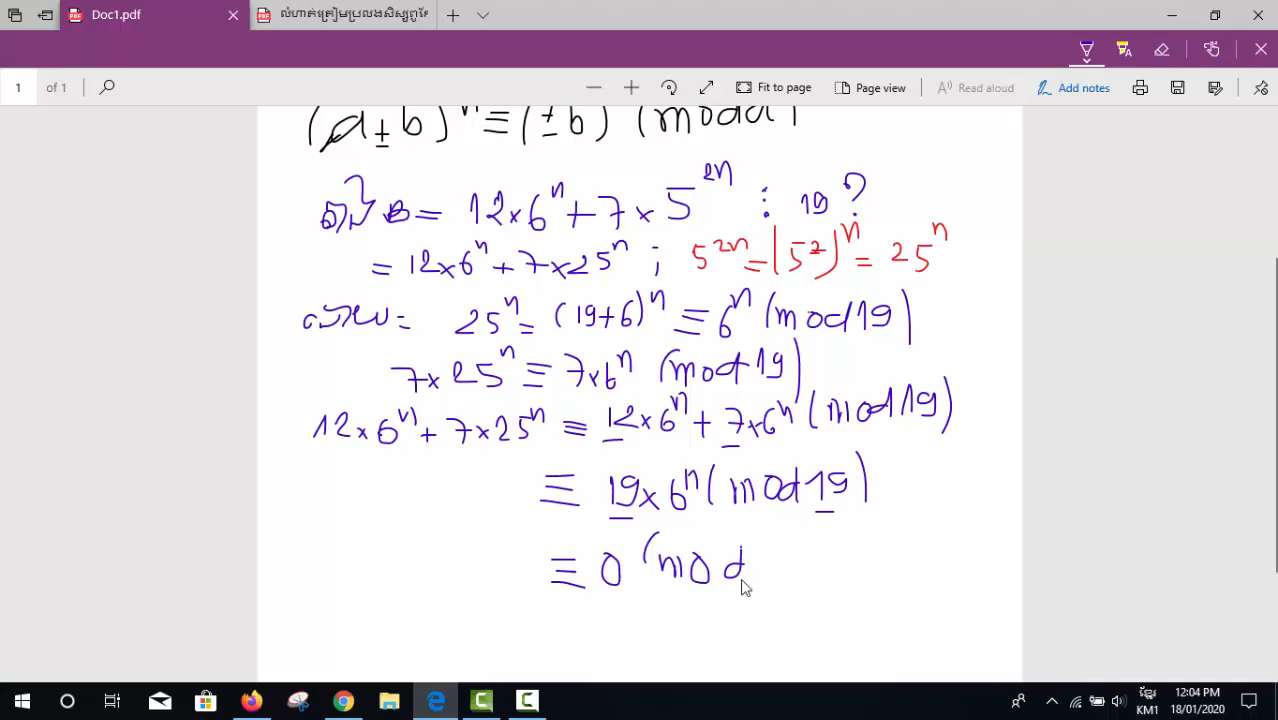 Doc1.pdf
លំហាត់ត្រៀមប្រលងសិស្សពូកែ
1 of 1
Fit to page
Page view
Read aloud
Add notes
(a±b)ⁿ≡(±b) (mod a)
= 12×6ⁿ+7×5²ⁿ ⋮ 19 ?
= 12×6ⁿ+7×25ⁿ ; 5²ⁿ=(5²)ⁿ= 25ⁿ
25ⁿ = (19+6)ⁿ ≡ 6ⁿ (mod 19)
7×25ⁿ ≡ 7×6ⁿ (mod 19)
12×6ⁿ+7×25ⁿ ≡ 12×6ⁿ+7×6ⁿ (mod 19)
≡ 19×6ⁿ (mod 19)
≡ 0 (mod
ខ្មែរ
KM1
12:04 PM
18/01/2020